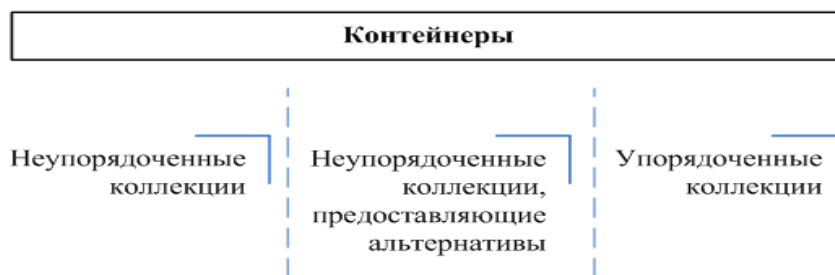 Контейнеры
Неупорядоченные
коллекции
Неупорядоченные
коллекции,
предоставляющие
альтернативы
Упорядоченные
коллекции